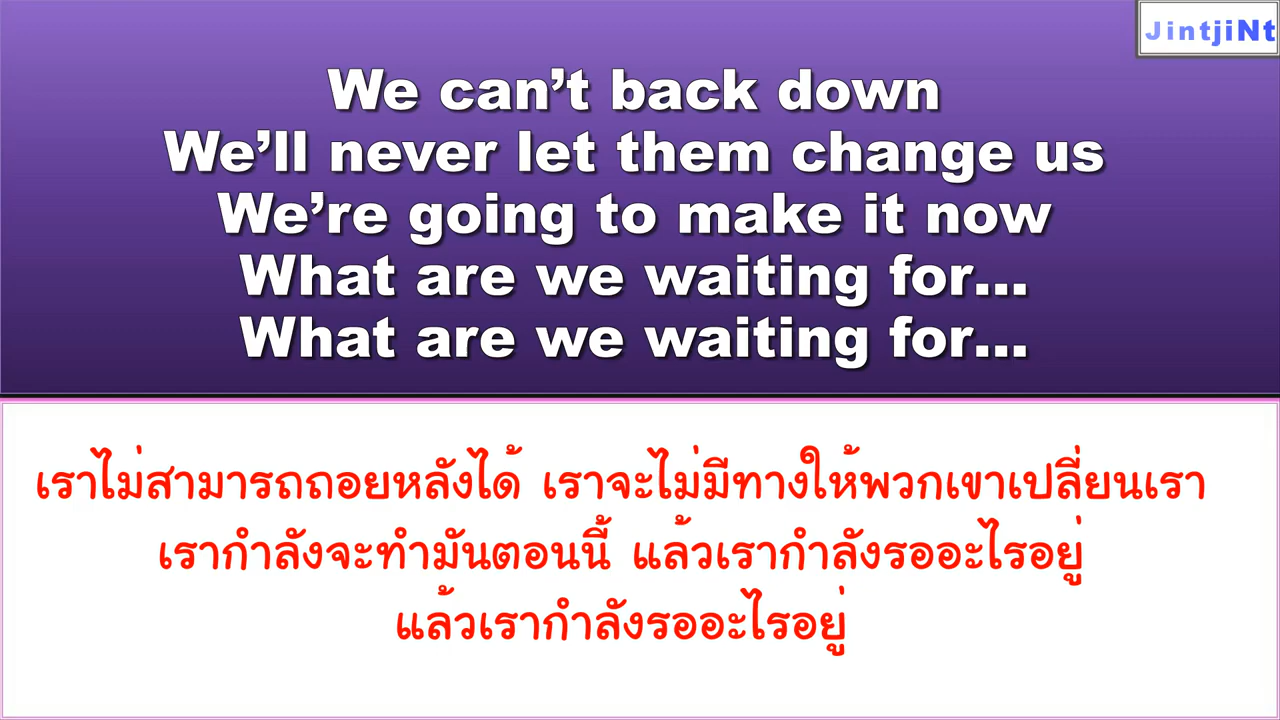 JintjiNt
We can’t back down
We’ll never let them change us
We’re going to make it now
What are we waiting for...
What are we waiting for...
เราไม่สามารถถอยหลังได้ เราจะไม่มีทางให้พวกเขาเปลี่ยนเรา
เรากำลังจะทำมันตอนนี้ แล้วเรากำลังรออะไรอยู่
แล้วเรากำลังรออะไรอยู่